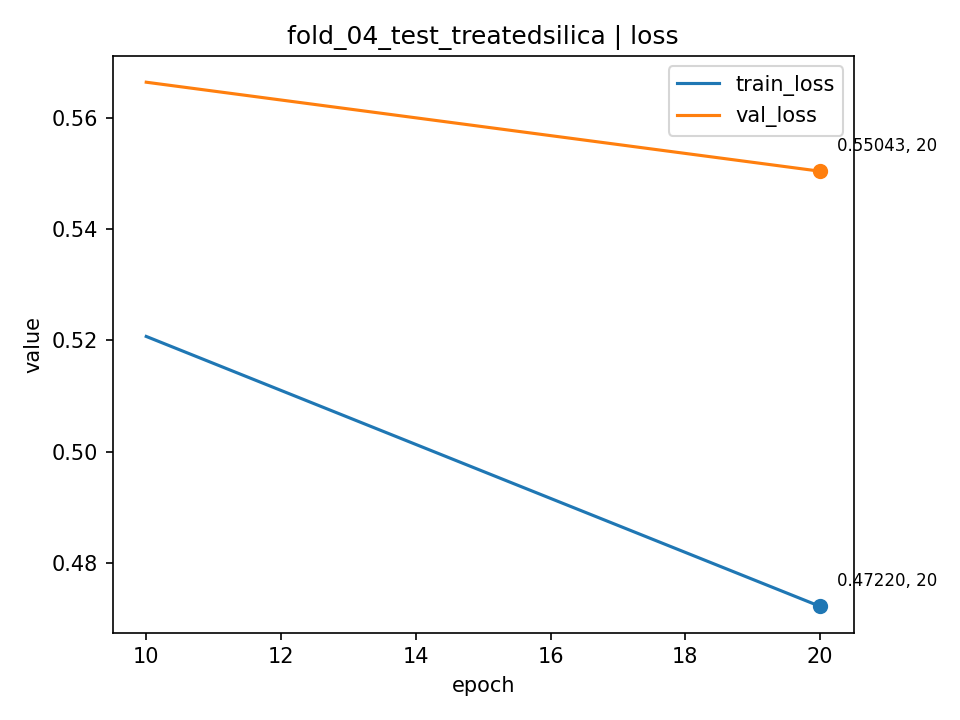 fold_04_test_treatedsilica | loss
train_loss
val_loss
0.55043, 20
0.47220, 20
0.56
0.54
0.52
0.50
0.48
value
10 12 14 16 18 20
epoch